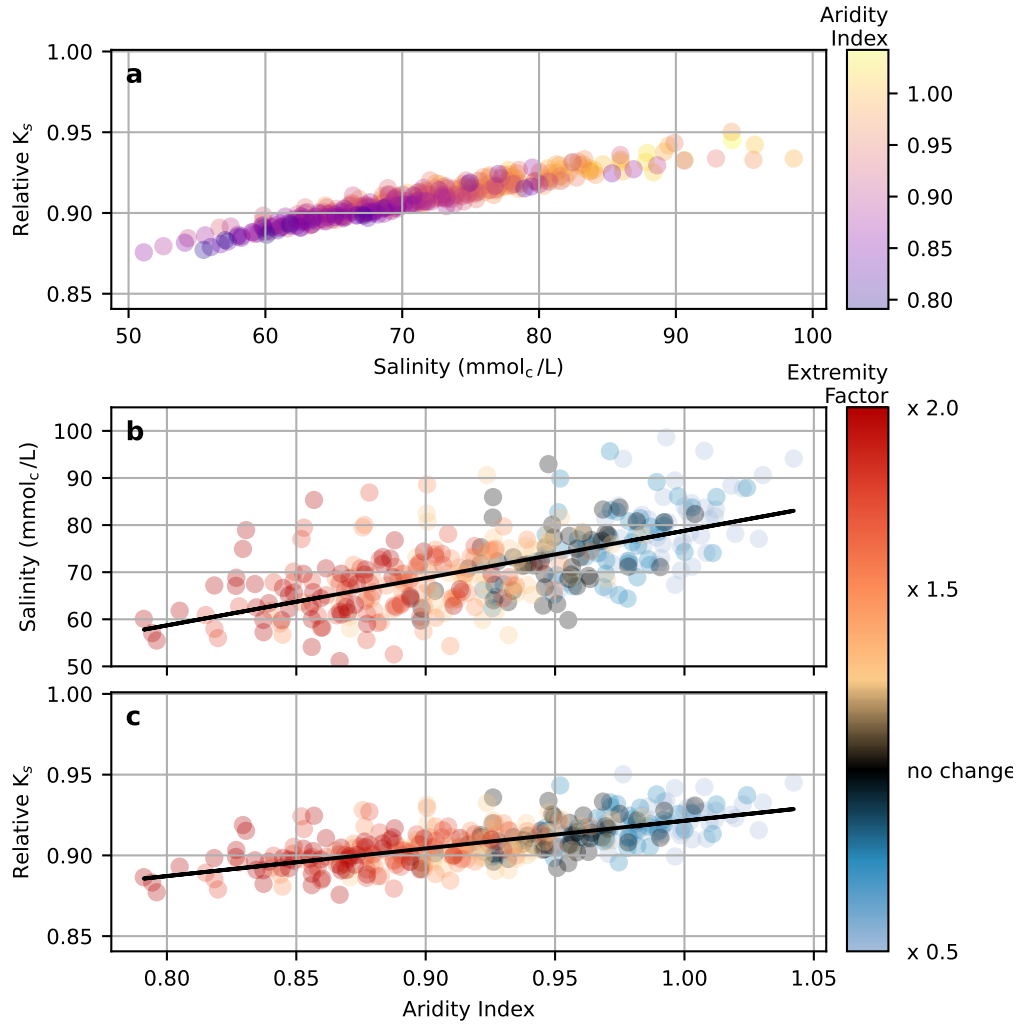 Aridity
Index
1.00
0.95
0.90
0.85
Relative Kₛ
a
1.00
0.95
0.90
0.85
0.80
50 60 70 80 90 100
Salinity (mmol_c/L)
Extremity
Factor
100
90
80
70
60
50
Salinity (mmol_c/L)
b
x 2.0
x 1.5
no change
x 0.5
1.00
0.95
0.90
0.85
Relative Kₛ
c
0.80 0.85 0.90 0.95 1.00 1.05
Aridity Index